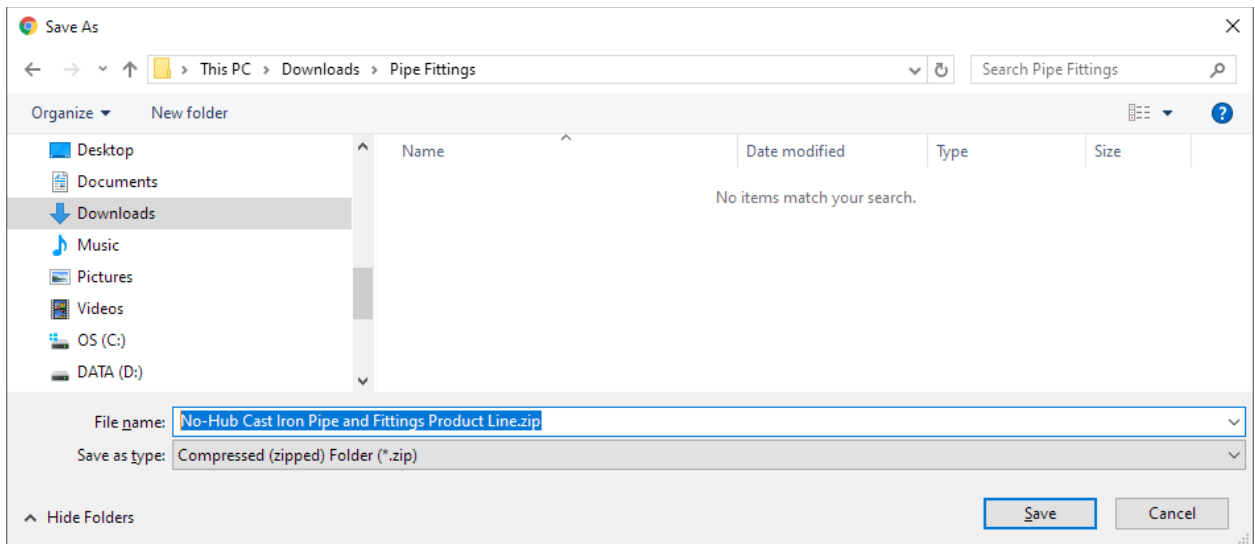 Save As
This PC > Downloads > Pipe Fittings
Search Pipe Fittings
Organize
New folder
Name
Date modified
Type
Size
Desktop
Documents
Downloads
Music
Pictures
Videos
OS (C:)
DATA (D:)
No items match your search.
File name: No-Hub Cast Iron Pipe and Fittings Product Line.zip
Save as type: Compressed (zipped) Folder (*.zip)
Hide Folders
Save
Cancel